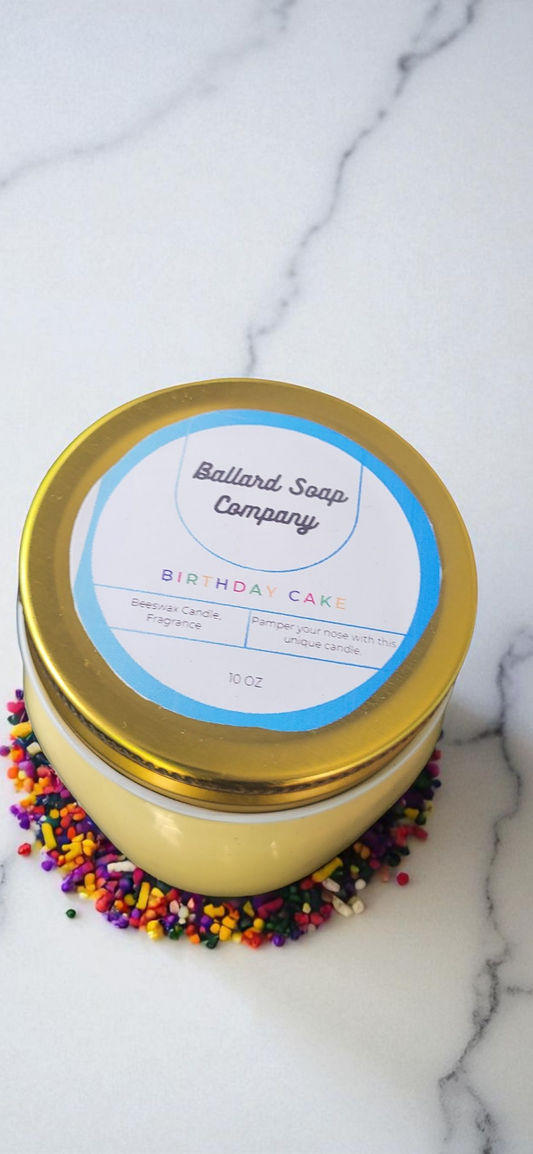 Ballard Soap
Company
BIRTHDAY CAKE
Beeswax Candle,
Fragrance
Pamper your nose with this
unique candle.
10 OZ